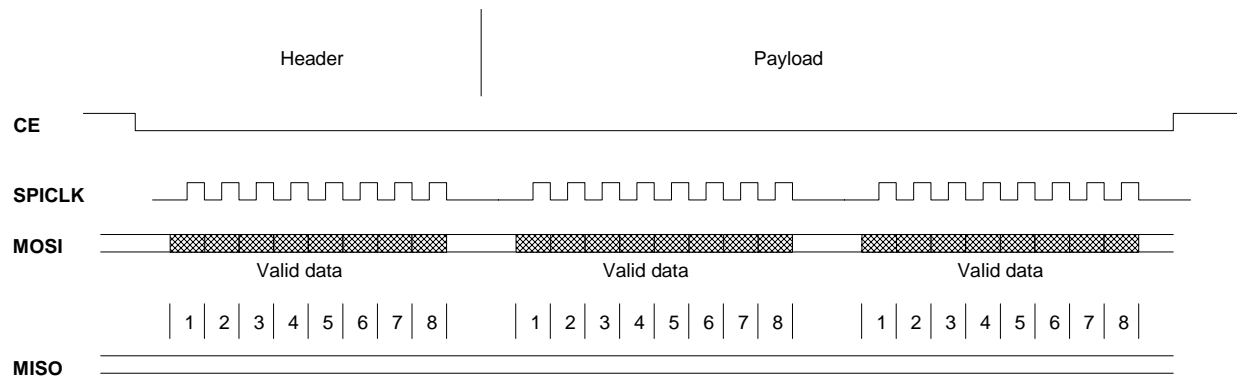 Header
Payload
CE
SPICLK
MOSI
Valid data Valid data Valid data
1 2 3 4 5 6 7 8 1 2 3 4 5 6 7 8 1 2 3 4 5 6 7 8
MISO